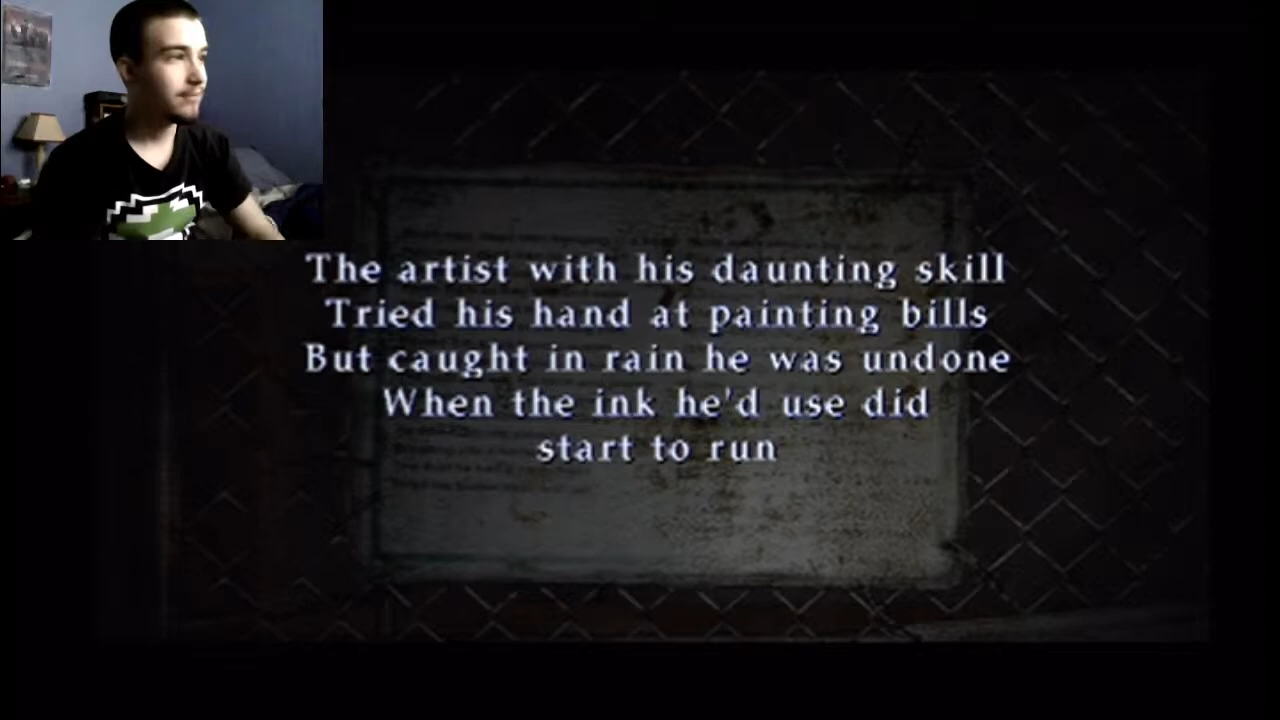 The artist with his daunting skill
Tried his hand at painting bills
But caught in rain he was undone
When the ink he'd use did
start to run